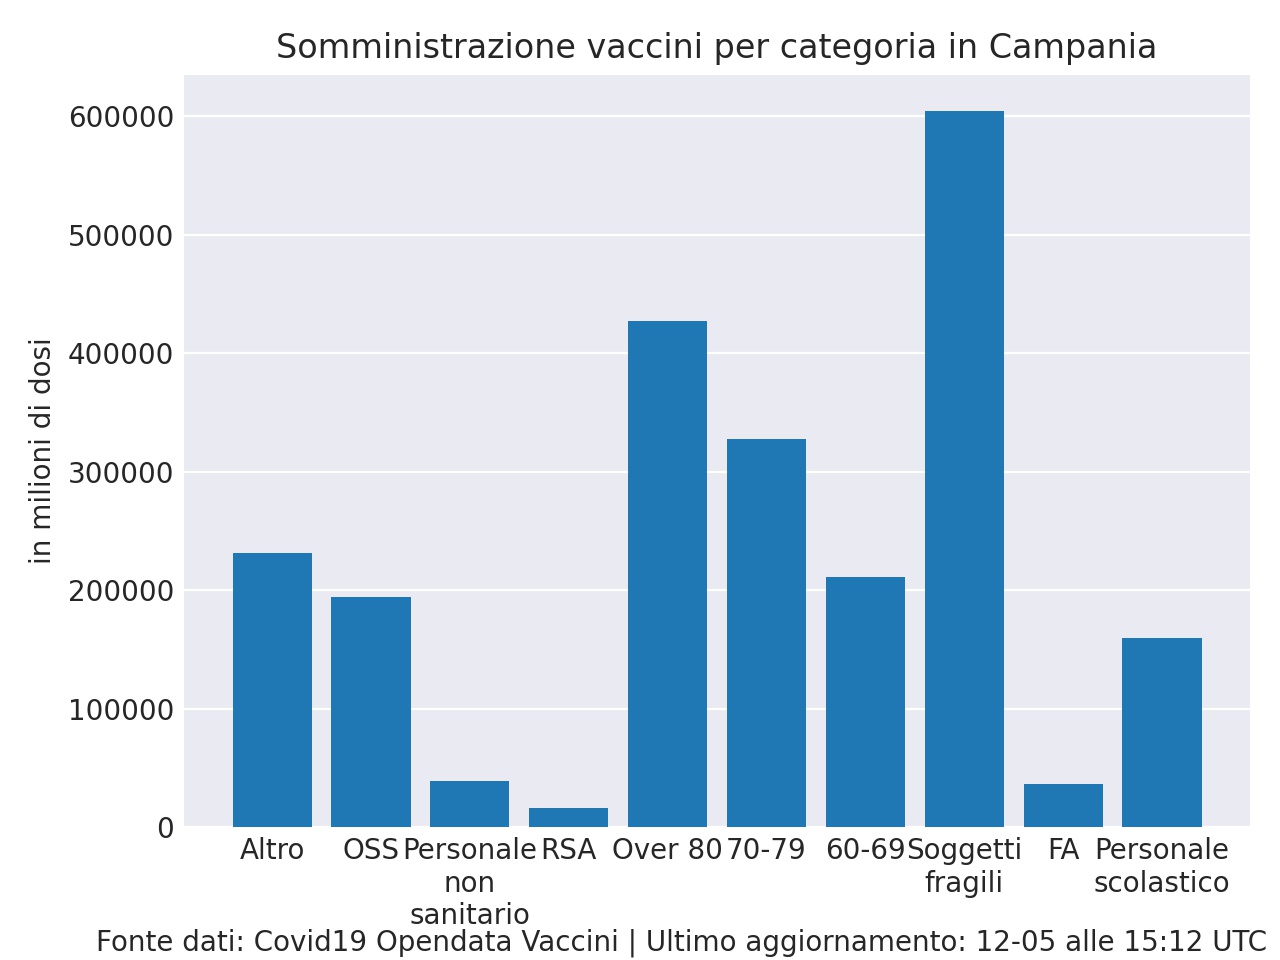 Somministrazione vaccini per categoria in Campania
in milioni di dosi
600000
500000
400000
300000
200000
100000
0
Altro
OSS
Personale
non
sanitario
RSA
Over 80
70-79
60-69
Soggetti
fragili
FA
Personale
scolastico
Fonte dati: Covid19 Opendata Vaccini | Ultimo aggiornamento: 12-05 alle 15:12 UTC